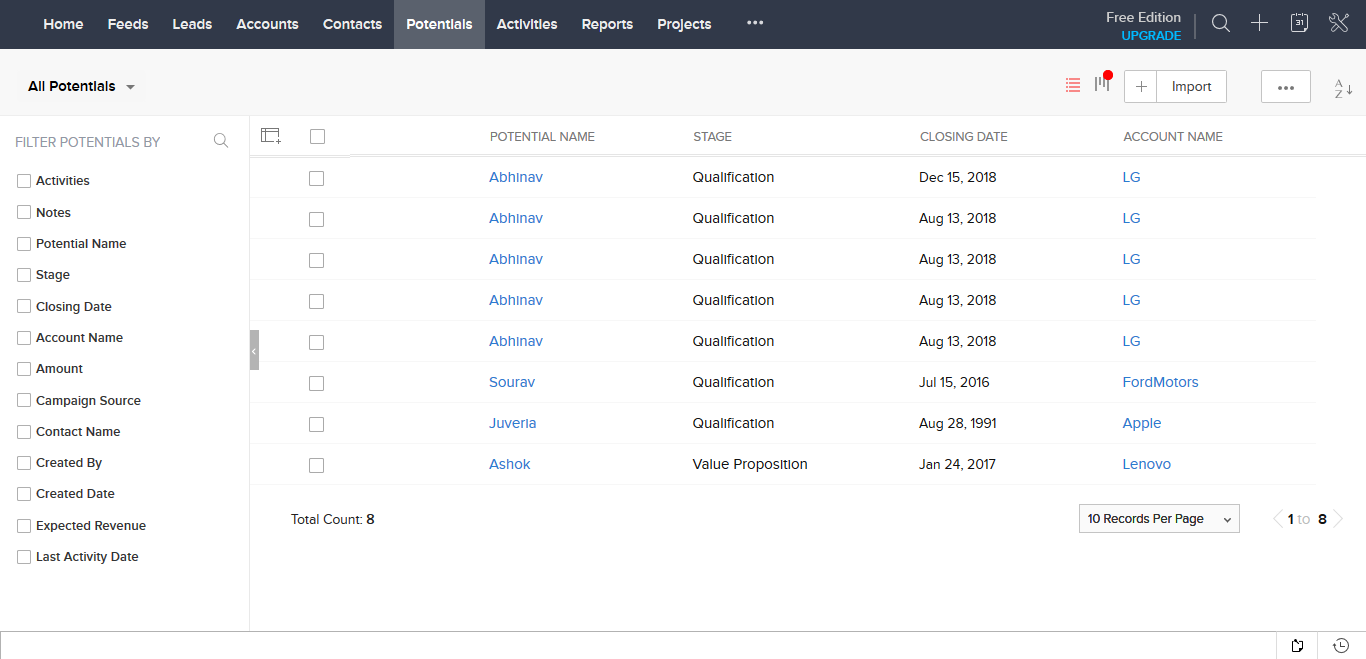 Home Feeds Leads Accounts Contacts Potentials Activities Reports Projects ••• Free Edition
UPGRADE
31
All Potentials
Import
•••
A
Z
FILTER POTENTIALS BY
Activities
Notes
Potential Name
Stage
Closing Date
Account Name
Amount
Campaign Source
Contact Name
Created By
Created Date
Expected Revenue
Last Activity Date
POTENTIAL NAME STAGE CLOSING DATE ACCOUNT NAME
Abhinav Qualification Dec 15, 2018 LG
Abhinav Qualification Aug 13, 2018 LG
Abhinav Qualification Aug 13, 2018 LG
Abhinav Qualification Aug 13, 2018 LG
Abhinav Qualification Aug 13, 2018 LG
Sourav Qualification Jul 15, 2016 FordMotors
Juveria Qualification Aug 28, 1991 Apple
Ashok Value Proposition Jan 24, 2017 Lenovo
Total Count: 8 10 Records Per Page 1 to 8